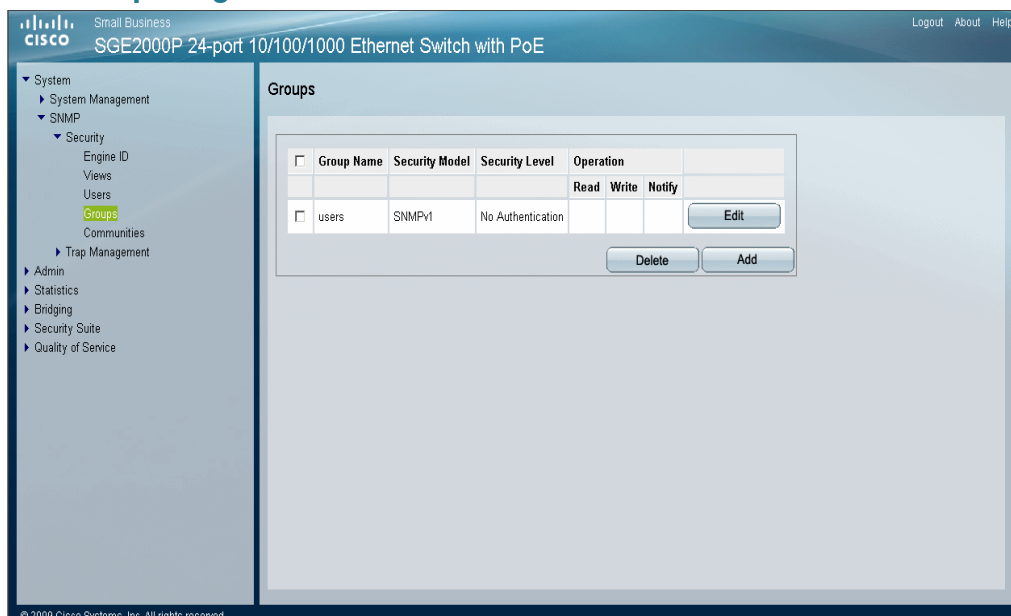 Small Business
CISCO
SGE2000P 24-port 10/100/1000 Ethernet Switch with PoE
Logout About Help
System
System Management
SNMP
Security
Engine ID
Views
Users
Groups
Communities
Trap Management
Admin
Statistics
Bridging
Security Suite
Quality of Service
Groups
Group Name Security Model Security Level Operation
Read Write Notify
users SNMPv1 No Authentication Edit
Delete Add
© 2009 Cisco Systems, Inc. All rights reserved.